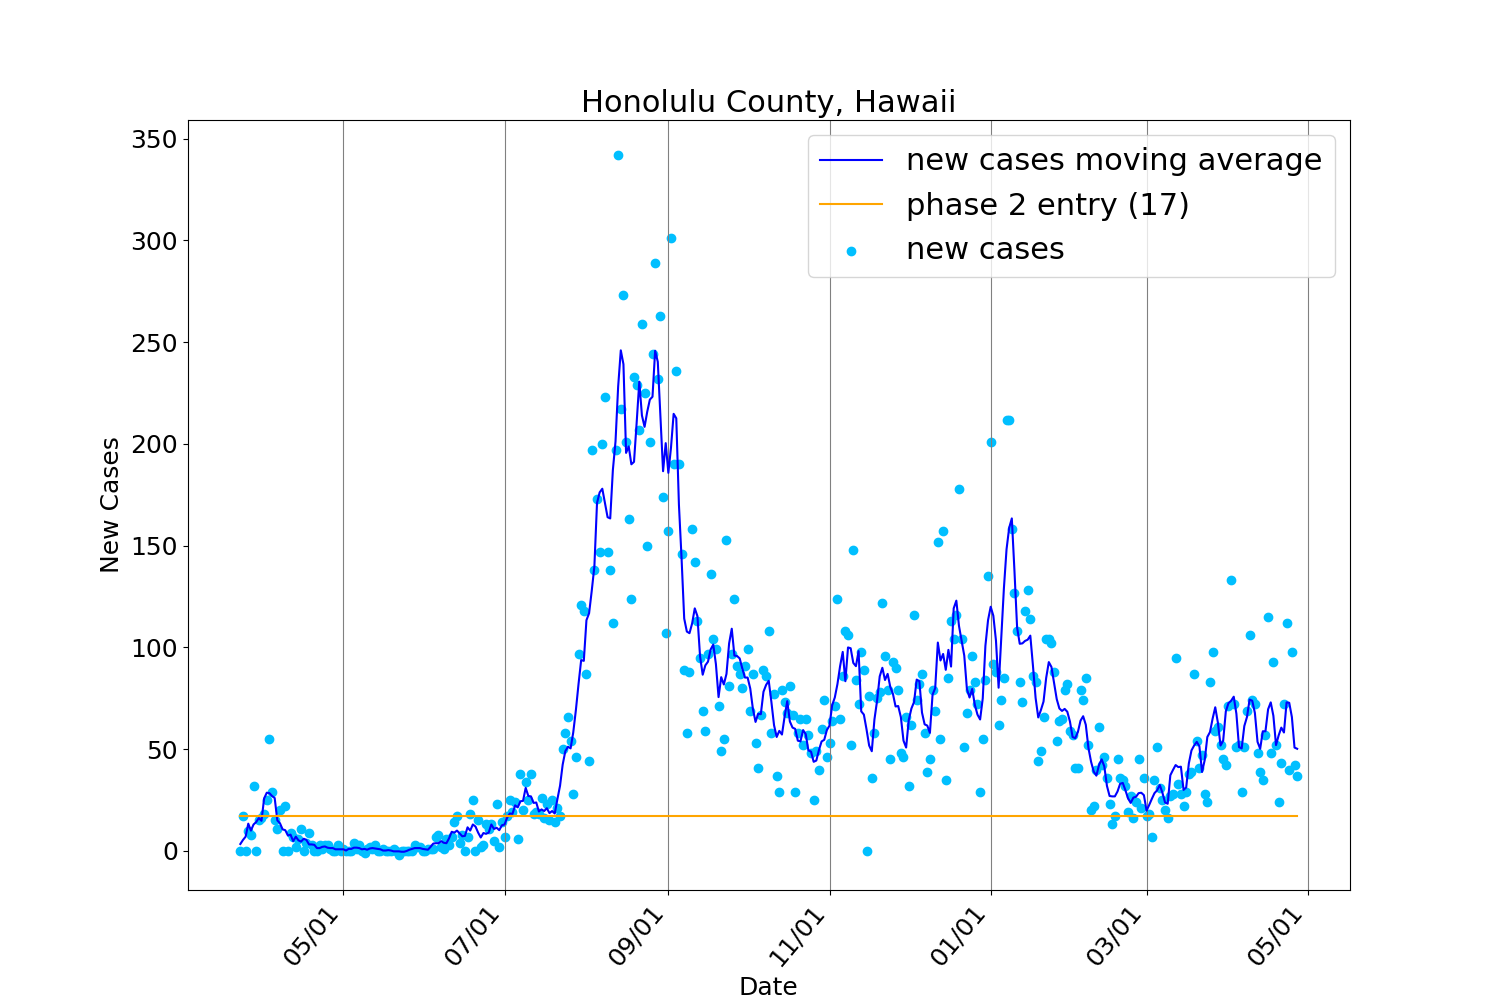 Honolulu County, Hawaii
350
300
250
200
150
100
50
0
New Cases
new cases moving average
phase 2 entry (17)
new cases
05/01
07/01
09/01
11/01
01/01
03/01
05/01
Date